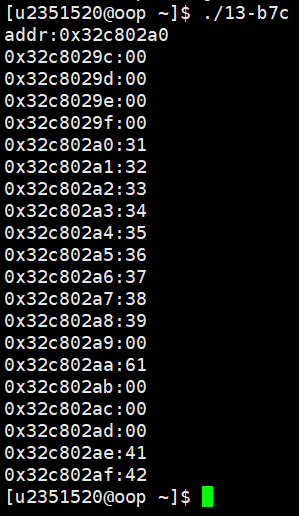 [u2351520@oop ~]$ ./13-b7c
addr:0x32c802a0
0x32c8029c:00
0x32c8029d:00
0x32c8029e:00
0x32c8029f:00
0x32c802a0:31
0x32c802a1:32
0x32c802a2:33
0x32c802a3:34
0x32c802a4:35
0x32c802a5:36
0x32c802a6:37
0x32c802a7:38
0x32c802a8:39
0x32c802a9:00
0x32c802aa:61
0x32c802ab:00
0x32c802ac:00
0x32c802ad:00
0x32c802ae:41
0x32c802af:42
[u2351520@oop ~]$